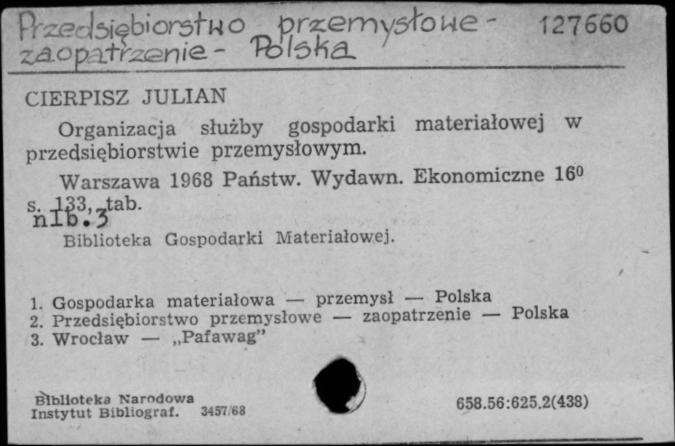 Przedsiębiorstwo przemysłowe - 127660
zaopatrzenie - Polska
CIERPISZ JULIAN
Organizacja służby gospodarki materiałowej w
przedsiębiorstwie przemysłowym.
Warszawa 1968 Państw. Wydawn. Ekonomiczne 16⁰
s. 133, tab.
nlb. 3
Biblioteka Gospodarki Materiałowej.
1. Gospodarka materiałowa — przemysł — Polska
2. Przedsiębiorstwo przemysłowe — zaopatrzenie — Polska
3. Wrocław — „Pafawag”
Biblioteka Narodowa
Instytut Bibliograf. 3457/68 658.56:625.2(438)